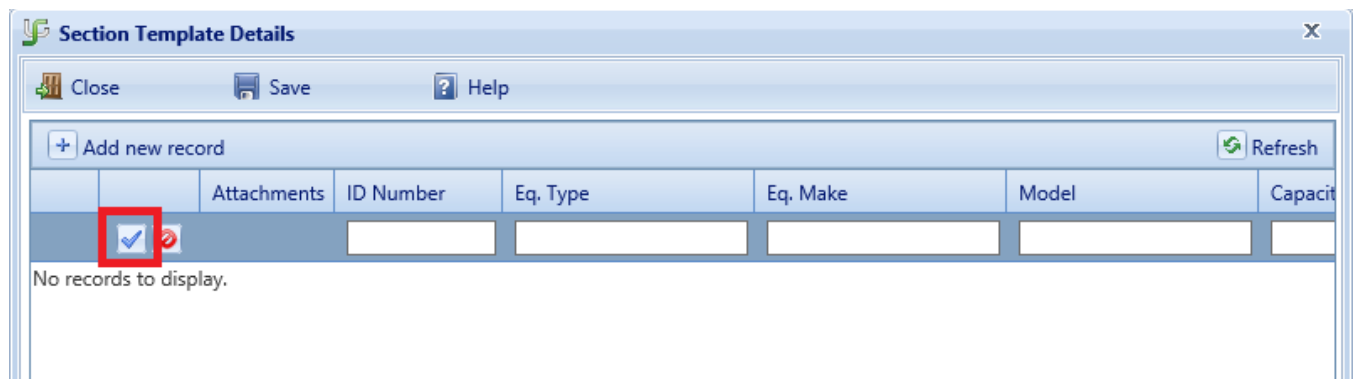 Section Template Details
Close Save Help
Add new record Refresh
Attachments ID Number Eq. Type Eq. Make Model Capacit
No records to display.